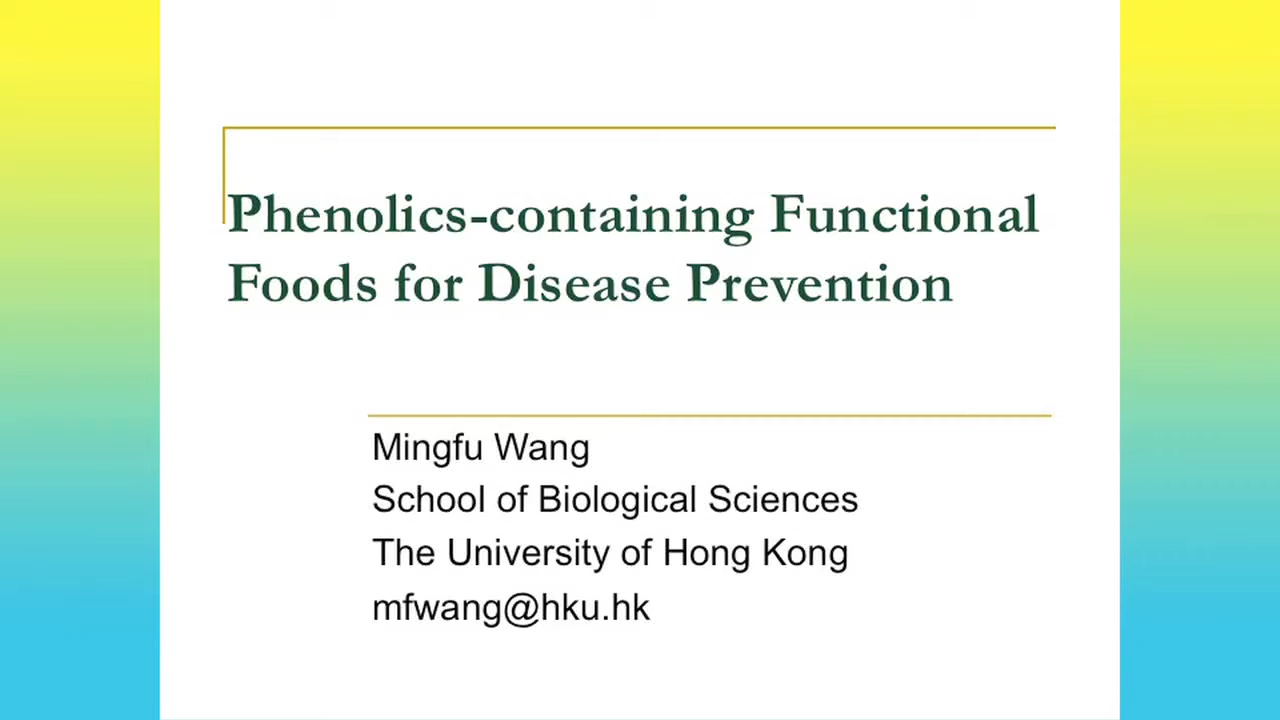 Phenolics-containing Functional
Foods for Disease Prevention
Mingfu Wang
School of Biological Sciences
The University of Hong Kong
mfwang@hku.hk